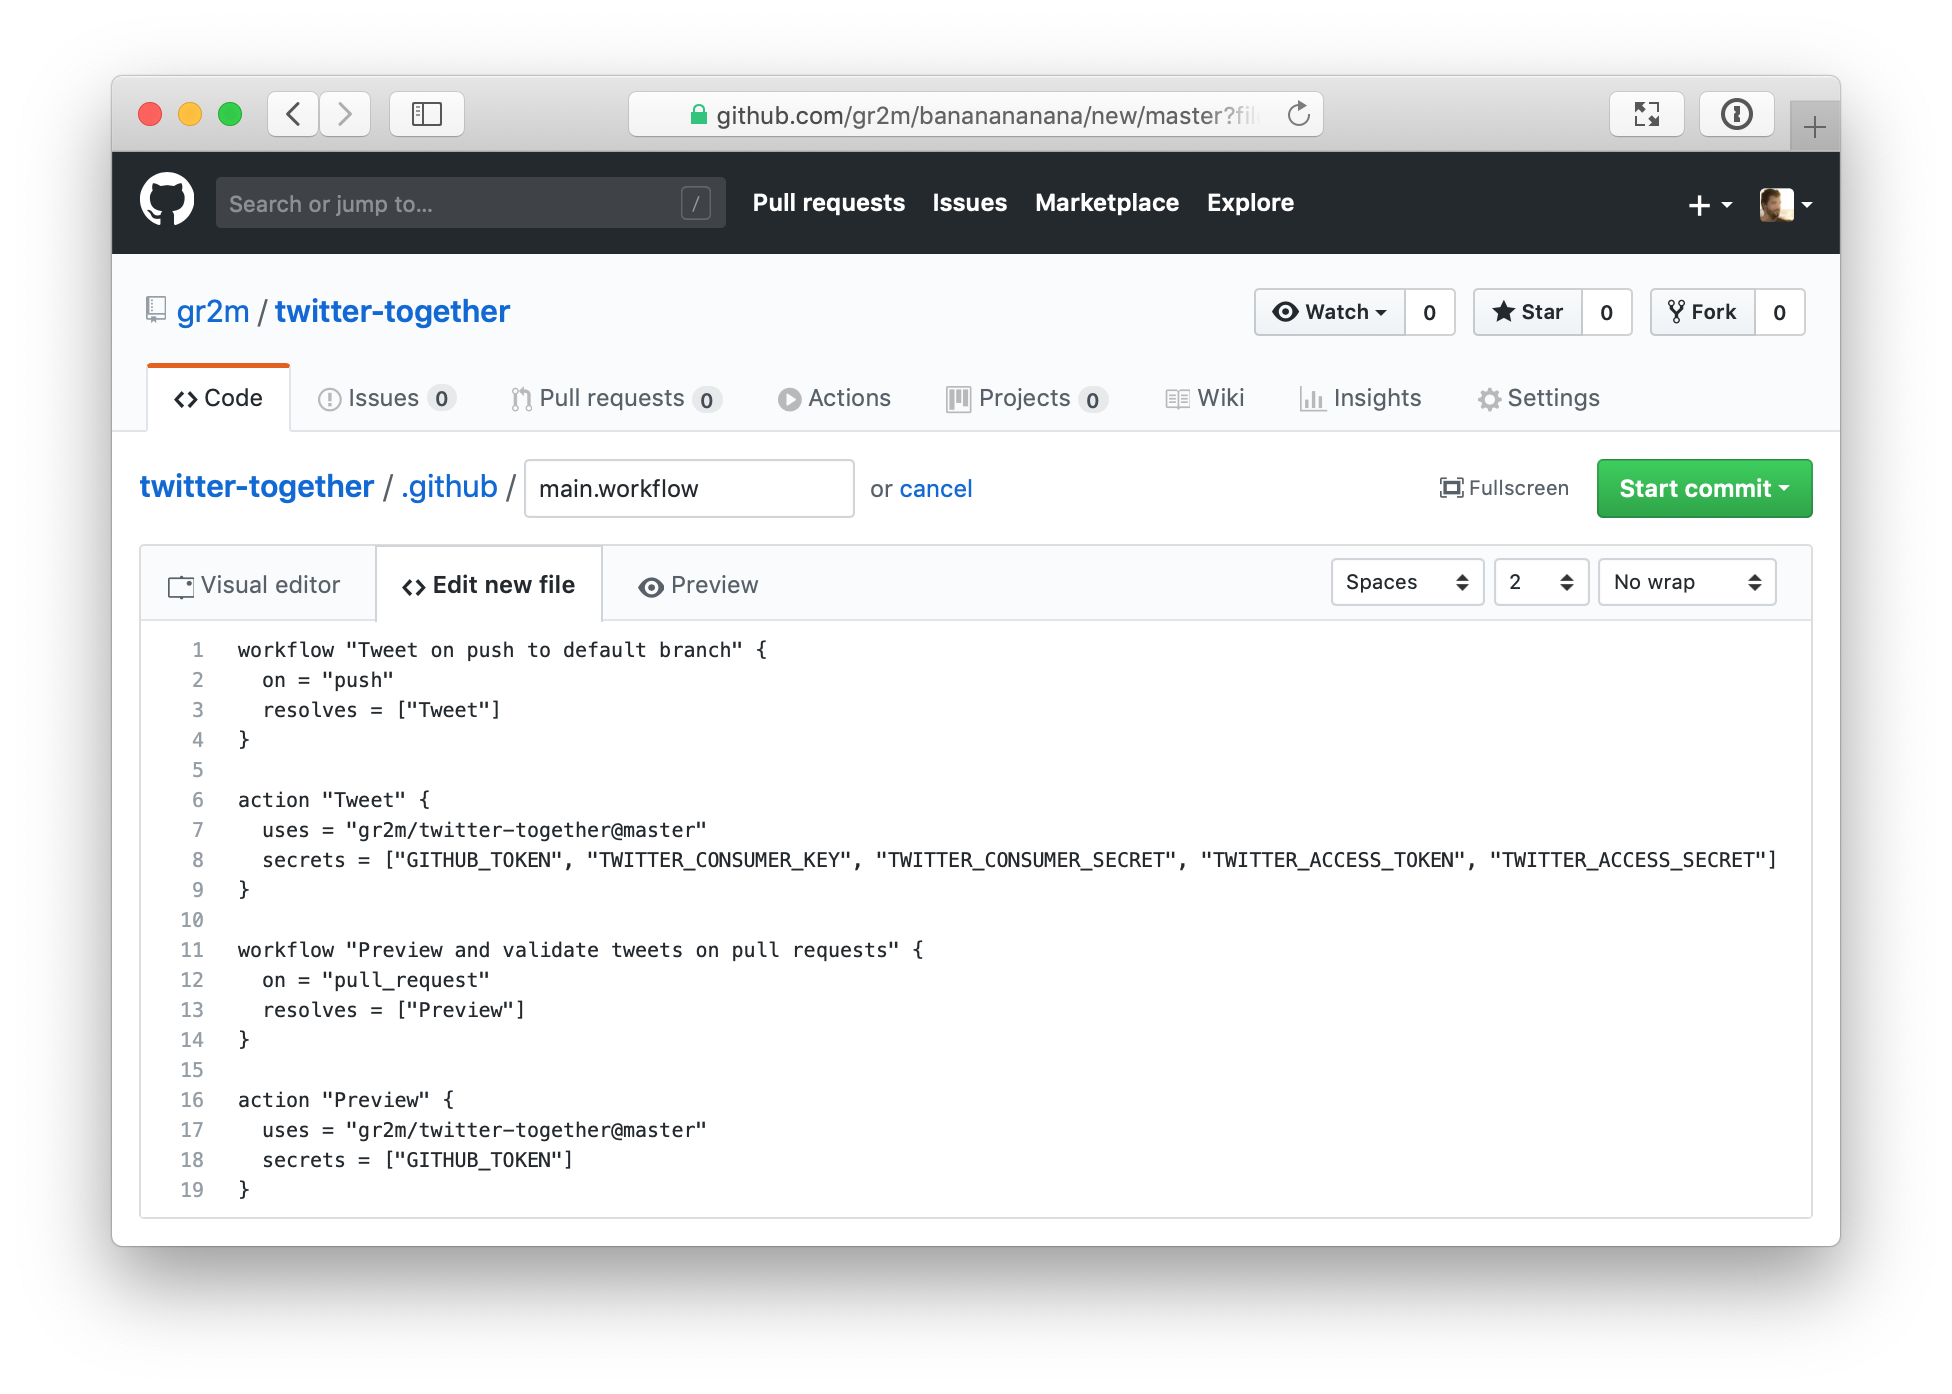 github.com/gr2m/banananana/new/master?fil
Search or jump to... /
Pull requests Issues Marketplace Explore
gr2m / twitter-together
Watch 0 Star 0 Fork 0
Code Issues 0 Pull requests 0 Actions Projects 0 Wiki Insights Settings
twitter-together / .github / main.workflow or cancel
Fullscreen Start commit
Visual editor Edit new file Preview Spaces 2 No wrap
1 workflow "Tweet on push to default branch" {
2 on = "push"
3 resolves = ["Tweet"]
4 }
5
6 action "Tweet" {
7 uses = "gr2m/twitter-together@master"
8 secrets = ["GITHUB_TOKEN", "TWITTER_CONSUMER_KEY", "TWITTER_CONSUMER_SECRET", "TWITTER_ACCESS_TOKEN", "TWITTER_ACCESS_SECRET"]
9 }
10
11 workflow "Preview and validate tweets on pull requests" {
12 on = "pull_request"
13 resolves = ["Preview"]
14 }
15
16 action "Preview" {
17 uses = "gr2m/twitter-together@master"
18 secrets = ["GITHUB_TOKEN"]
19 }